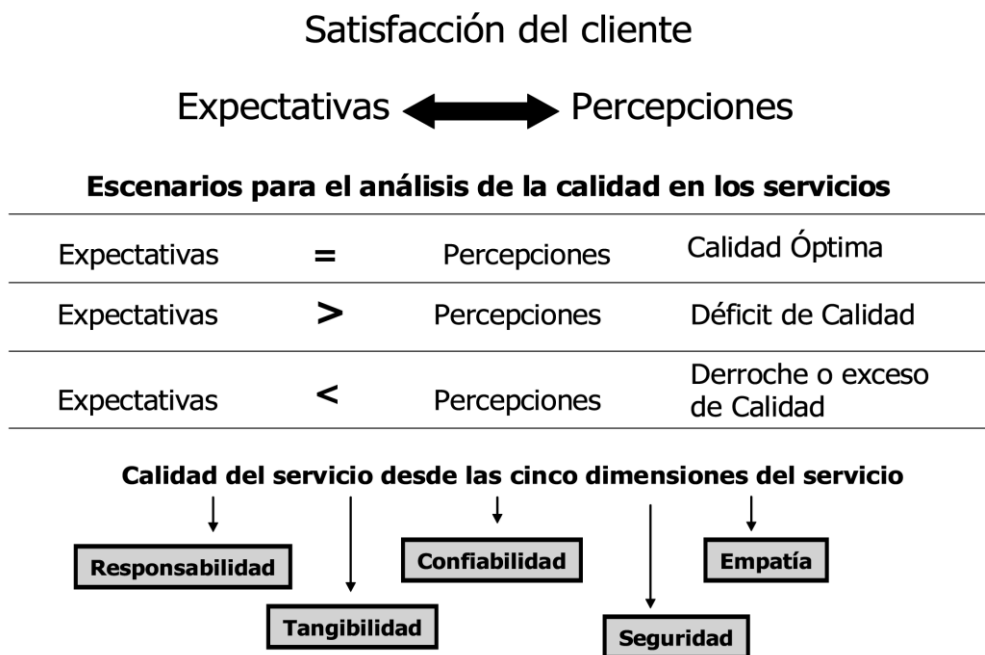 Satisfacción del cliente
Expectativas Percepciones
Escenarios para el análisis de la calidad en los servicios
Expectativas = Percepciones Calidad Óptima
Expectativas > Percepciones Déficit de Calidad
Expectativas < Percepciones Derroche o exceso
de Calidad
Calidad del servicio desde las cinco dimensiones del servicio
Responsabilidad Confiabilidad Empatía
Tangibilidad Seguridad